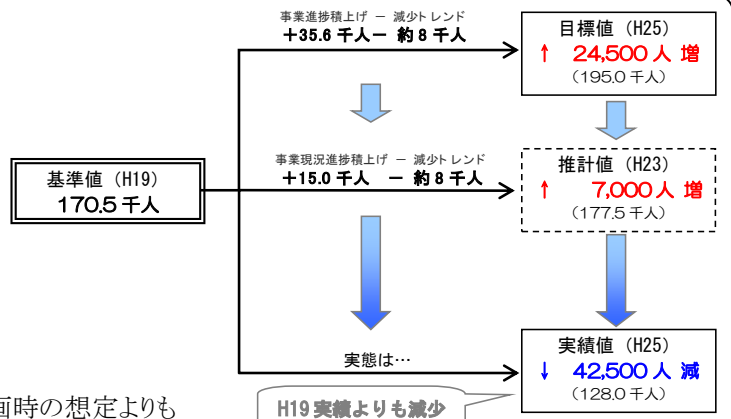 事業進捗積上げ － 減少トレンド
＋35.6 千人－ 約８千人
目標値（H25）
↑ 24,500 人 増
（195.0 千人）
基準値（H19）
170.5 千人
事業現況進捗積上げ － 減少トレンド
＋15.0 千人 － 約８千人
推計値（H23）
↑ 7,000 人 増
（177.5 千人）
実態は…
実績値（H25）
↓ 42,500 人 減
（128.0 千人）
画時の想定よりも
H19 実績よりも減少